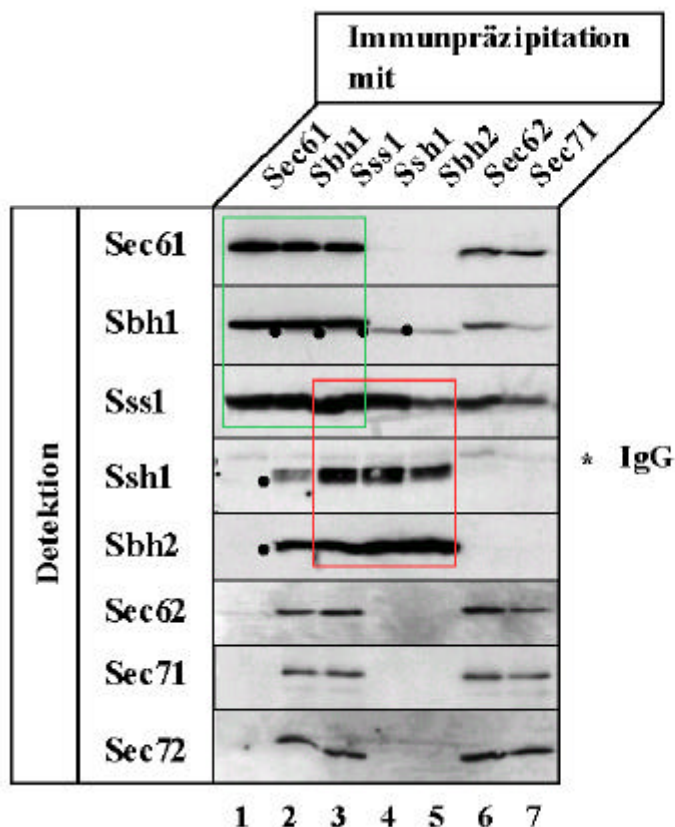 Immunpräzipitation
mit
Sec61
Sbh1
Sss1
Ssh1
Sbh2
Sec62
Sec71
Detektion
Sec61
Sbh1
Sss1
Ssh1
* IgG
Sbh2
Sec62
Sec71
Sec72
1 2 3 4 5 6 7